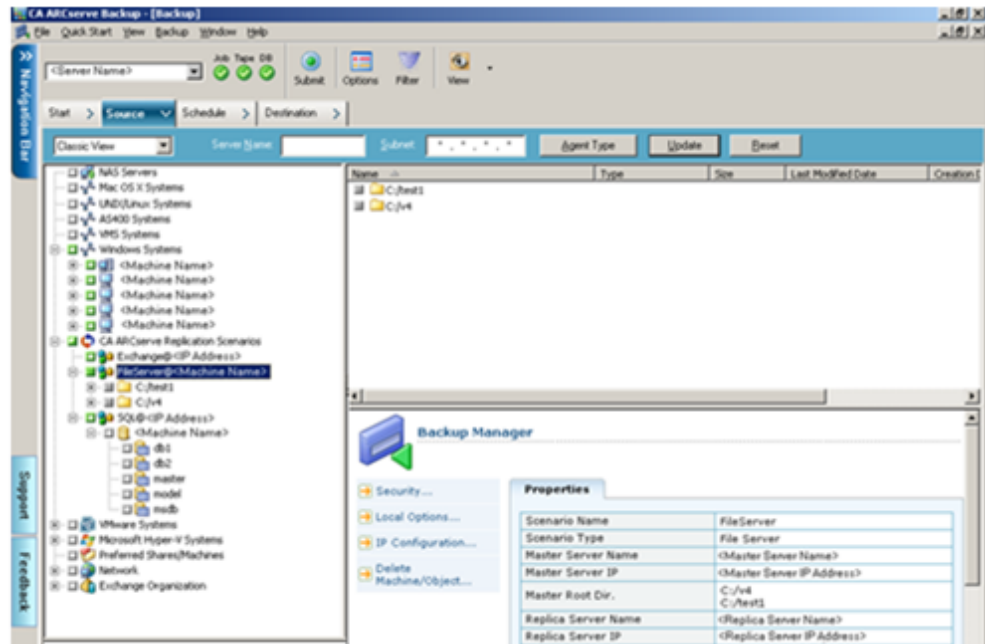 CA ARCserve Backup - [Backup]
File Quick Start View Backup Window Help
Navigation Bar
<Server Name>
Job Tape DB
Submit
Options
Filter
View
Start > Source Schedule > Destination >
Classic View
Server Name:
Subnet:
* . * . * . *
Agent Type
Update
Reset
NAS Servers
Mac OS X Systems
UNIX/Linux Systems
AS400 Systems
VMS Systems
Windows Systems
<Machine Name>
<Machine Name>
<Machine Name>
<Machine Name>
<Machine Name>
CA ARCserve Replication Scenarios
Exchange@<IP Address>
FileServer@<Machine Name>
C:/test1
C:/v4
SQL@<IP Address>
<Machine Name>
db1
db2
master
model
msdb
VMware Systems
Microsoft Hyper-V Systems
Preferred Shares/Machines
Network
Exchange Organization
Support
Feedback
Name Type Size Last Modified Date Creation
C:/test1
C:/v4
Backup Manager
Security...
Local Options...
IP Configuration...
Delete
Machine/Object...
Properties
Scenario Name FileServer
Scenario Type File Server
Master Server Name <Master Server Name>
Master Server IP <Master Server IP Address>
Master Root Dir. C:/v4
C:/test1
Replica Server Name <Replica Server Name>
Replica Server IP <Replica Server IP Address>